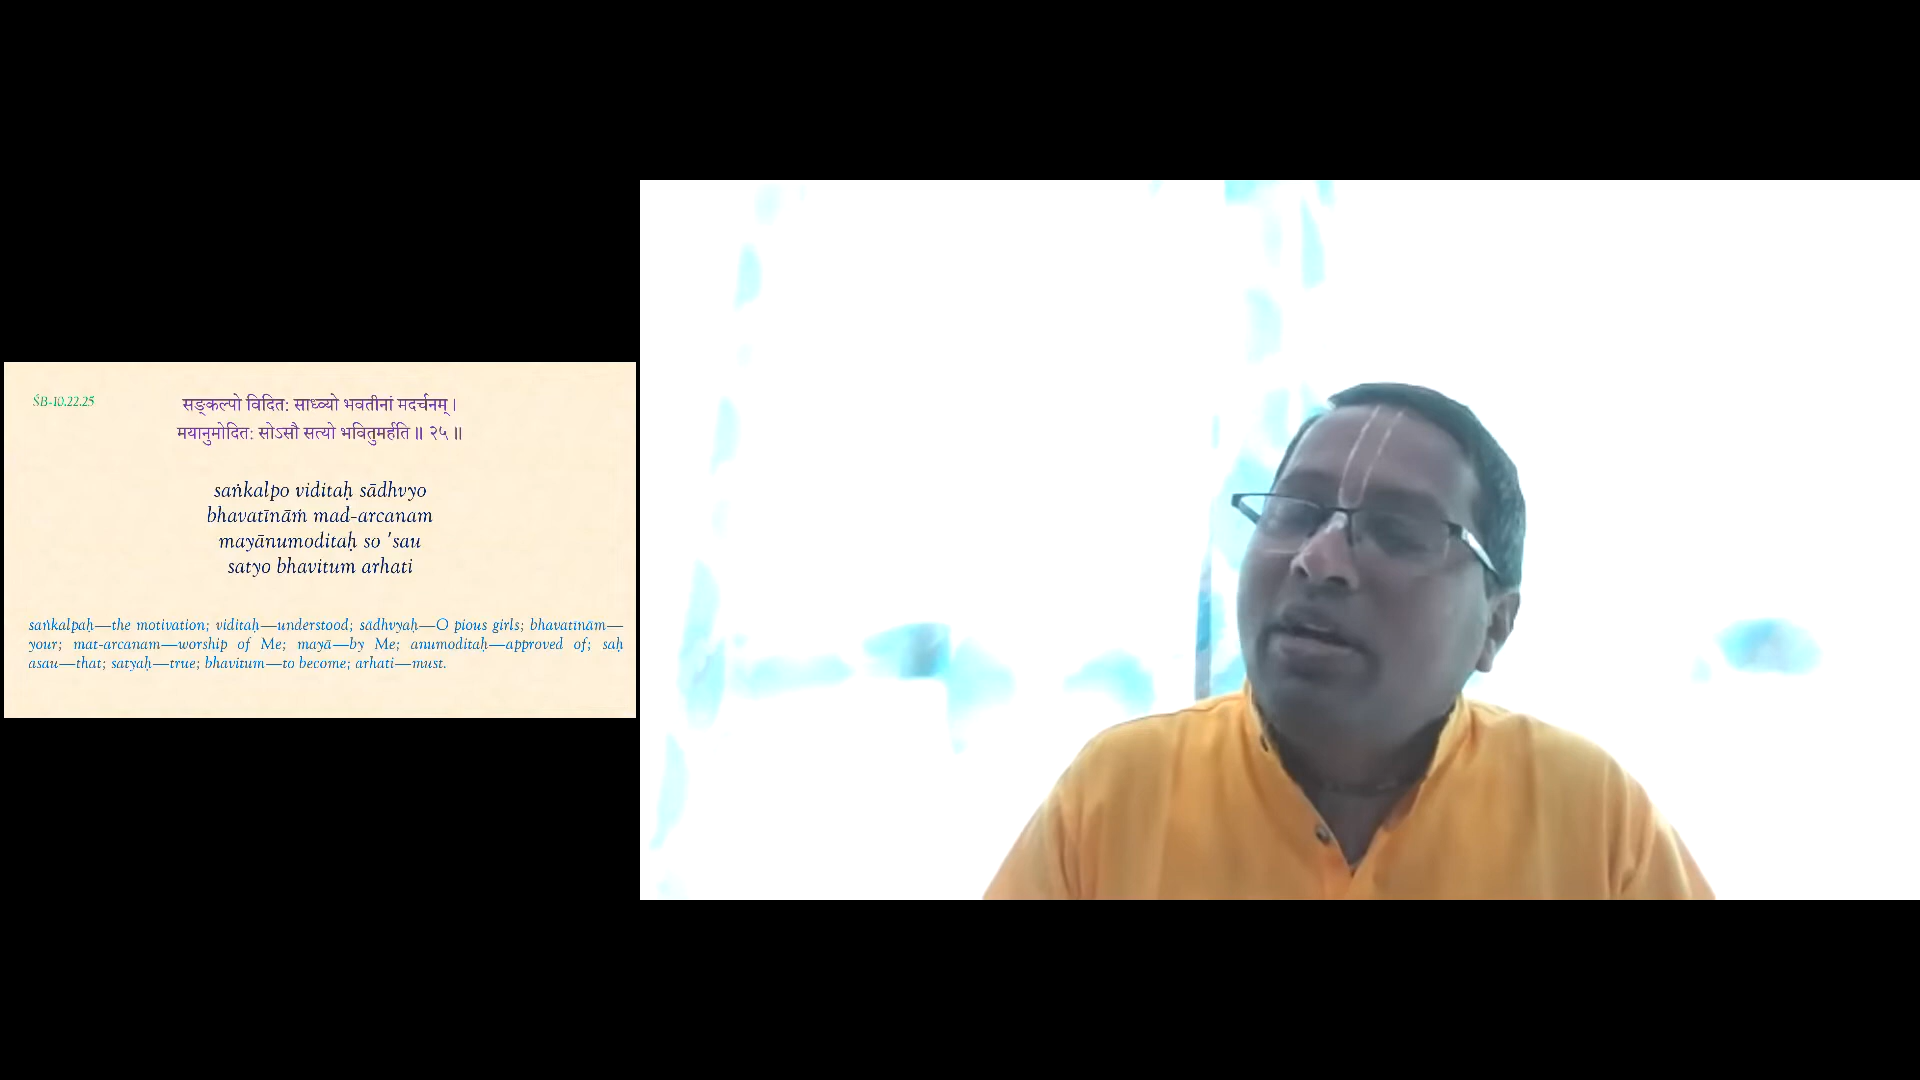 ŚB-10.22.25
सङ्कल्पो विदित: साध्व्यो भवतीनां मदर्चनम् ।
मयानुमोदित: सोऽसौ सत्यो भवितुमर्हति ॥ २५ ॥
saṅkalpo viditaḥ sādhvyo
bhavatīnāṁ mad-arcanam
mayānumoditaḥ so 'sau
satyo bhavitum arhati
saṅkalpaḥ—the motivation; viditaḥ—understood; sādhvyaḥ—O pious girls; bhavatīnām—
your; mat-arcanam—worship of Me; mayā—by Me; anumoditaḥ—approved of; saḥ
asau—that; satyaḥ—true; bhavitum—to become; arhati—must.